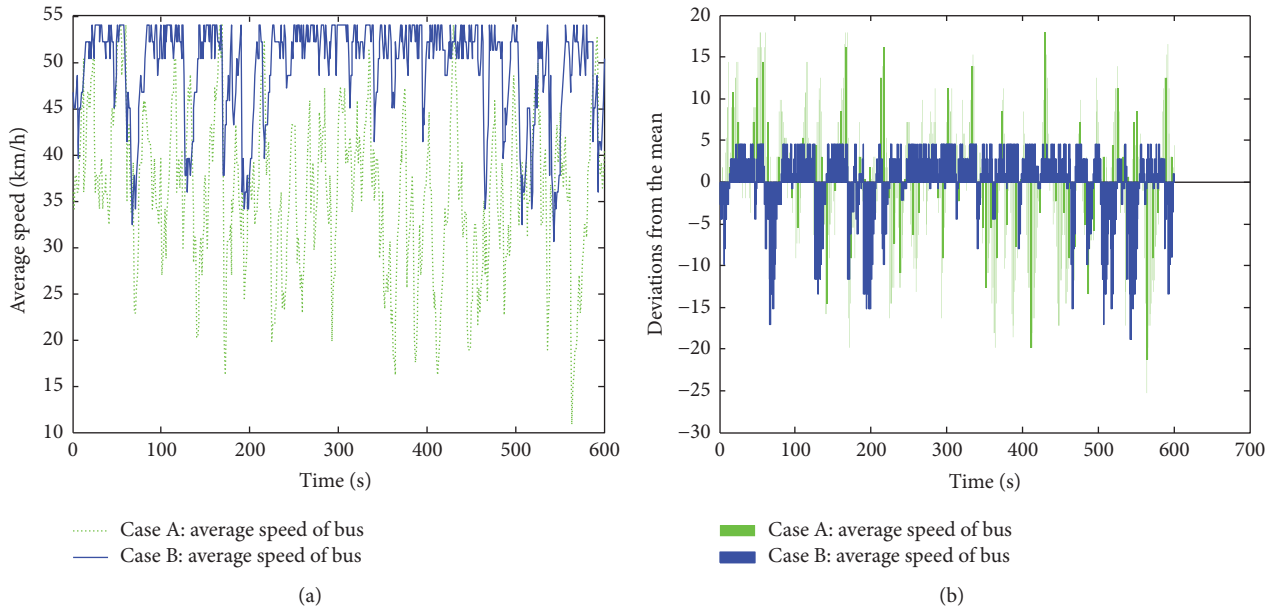 55
50
45
40
35
30
25
20
15
10
Average speed (km/h)
0 100 200 300 400 500 600
Time (s)
Case A: average speed of bus
Case B: average speed of bus
(a)
20
15
10
5
0
−5
−10
−15
−20
−25
−30
Deviations from the mean
0 100 200 300 400 500 600 700
Time (s)
Case A: average speed of bus
Case B: average speed of bus
(b)